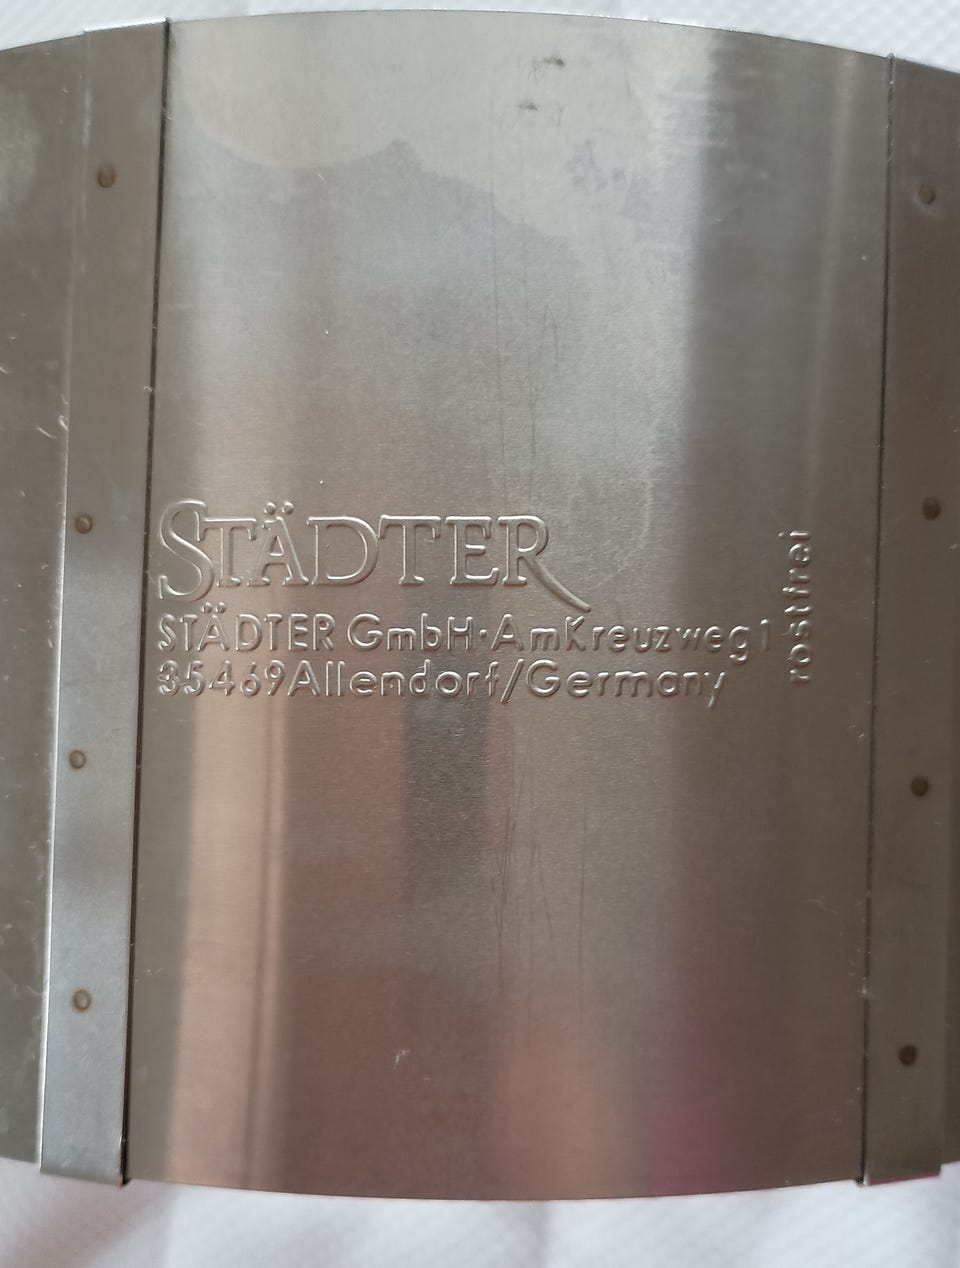 STÄDTER
STÄDTER GmbH·AmKreuzweg1
35469Allendorf/Germany
rostfrei